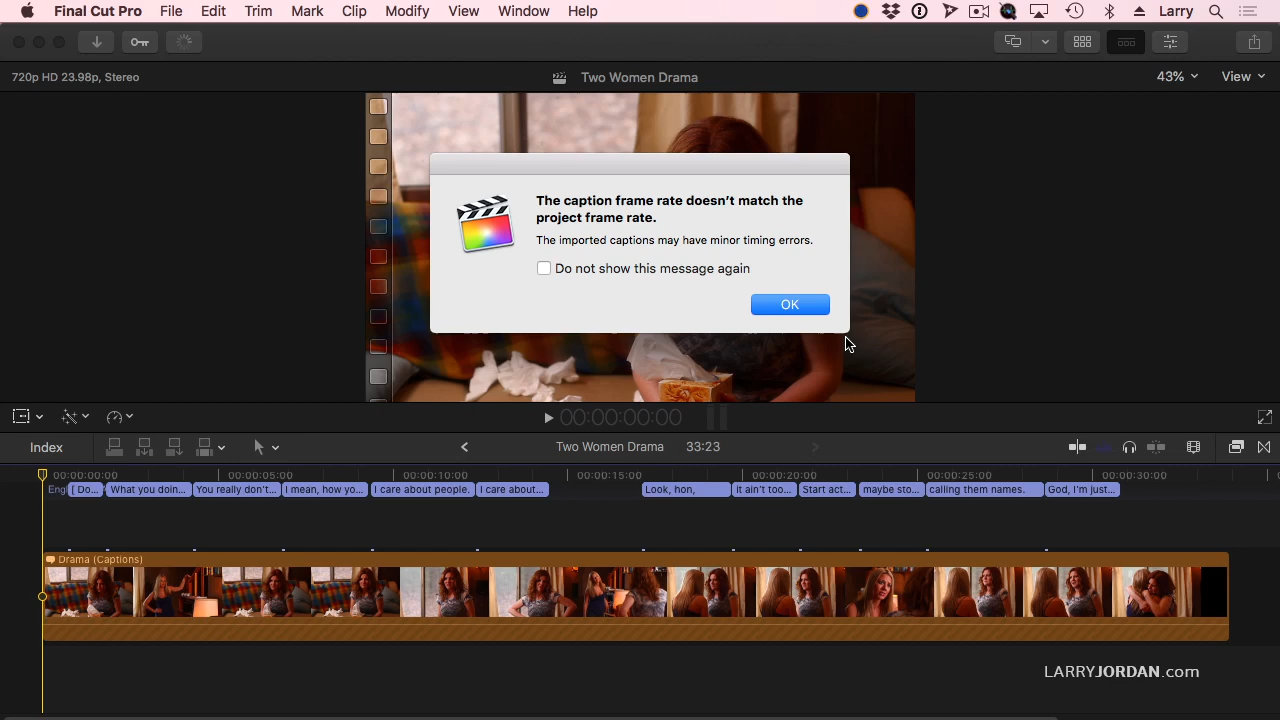 Final Cut Pro File Edit Trim Mark Clip Modify View Window Help Larry
720p HD 23.98p, Stereo
Two Women Drama
43%
View
The caption frame rate doesn't match the
project frame rate.
The imported captions may have minor timing errors.
Do not show this message again
OK
00:00:00:00
Index
Two Women Drama
33:23
00:00:00:00 00:00:05:00 00:00:10:00 00:00:15:00 00:00:20:00 00:00:25:00 00:00:30:00
Engl [ Do... What you doin... You really don't... I mean, how yo... I care about people. I care about... Look, hon, it ain't too... Start act... maybe sto... calling them names. God, I'm just...
Drama (Captions)
LARRYJORDAN.com